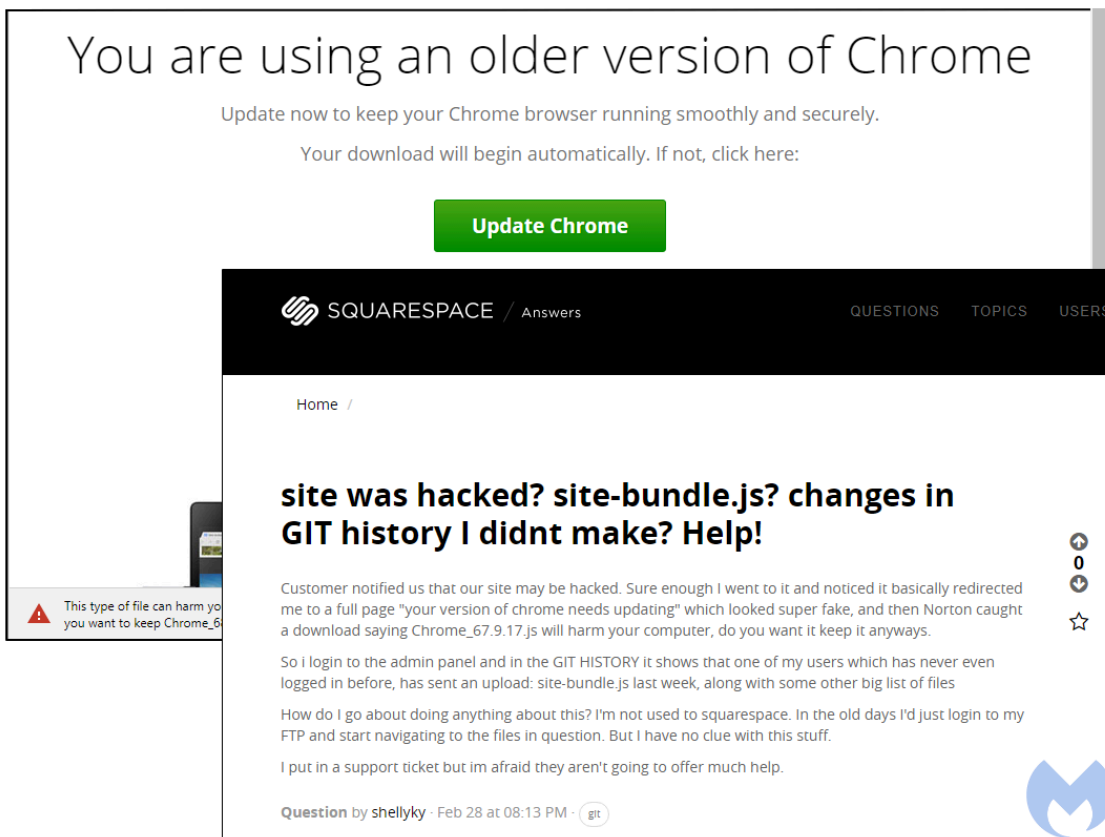 You are using an older version of Chrome
Update now to keep your Chrome browser running smoothly and securely.
Your download will begin automatically. If not, click here:
Update Chrome
SQUARESPACE / Answers
QUESTIONS TOPICS USERS
Home /
site was hacked? site-bundle.js? changes in
GIT history I didnt make? Help!
0
Customer notified us that our site may be hacked. Sure enough I went to it and noticed it basically redirected
me to a full page "your version of chrome needs updating" which looked super fake, and then Norton caught
a download saying Chrome_67.9.17.js will harm your computer, do you want it keep it anyways.
So i login to the admin panel and in the GIT HISTORY it shows that one of my users which has never even
logged in before, has sent an upload: site-bundle.js last week, along with some other big list of files
How do I go about doing anything about this? I'm not used to squarespace. In the old days I'd just login to my
FTP and start navigating to the files in question. But I have no clue with this stuff.
I put in a support ticket but im afraid they aren't going to offer much help.
Question by shellyky · Feb 28 at 08:13 PM · git
This type of file can harm yo
you want to keep Chrome_6